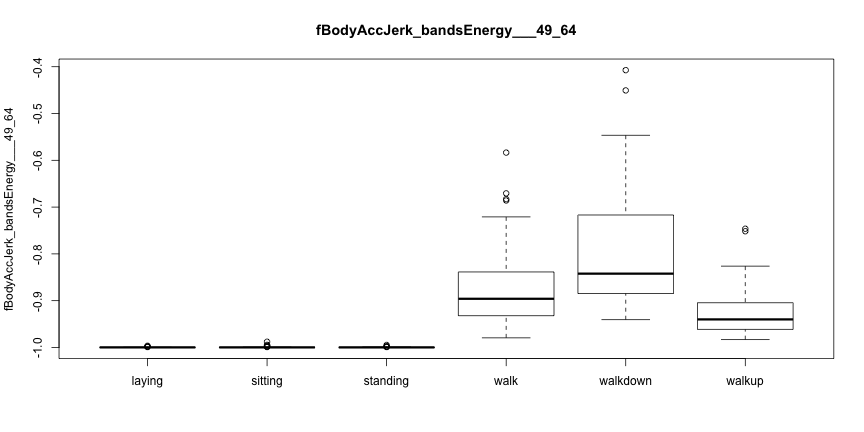 fBodyAccJerk_bandsEnergy___49_64
fBodyAccJerk_bandsEnergy___49_64
-0.4
-0.5
-0.6
-0.7
-0.8
-0.9
-1.0
laying sitting standing walk walkdown walkup